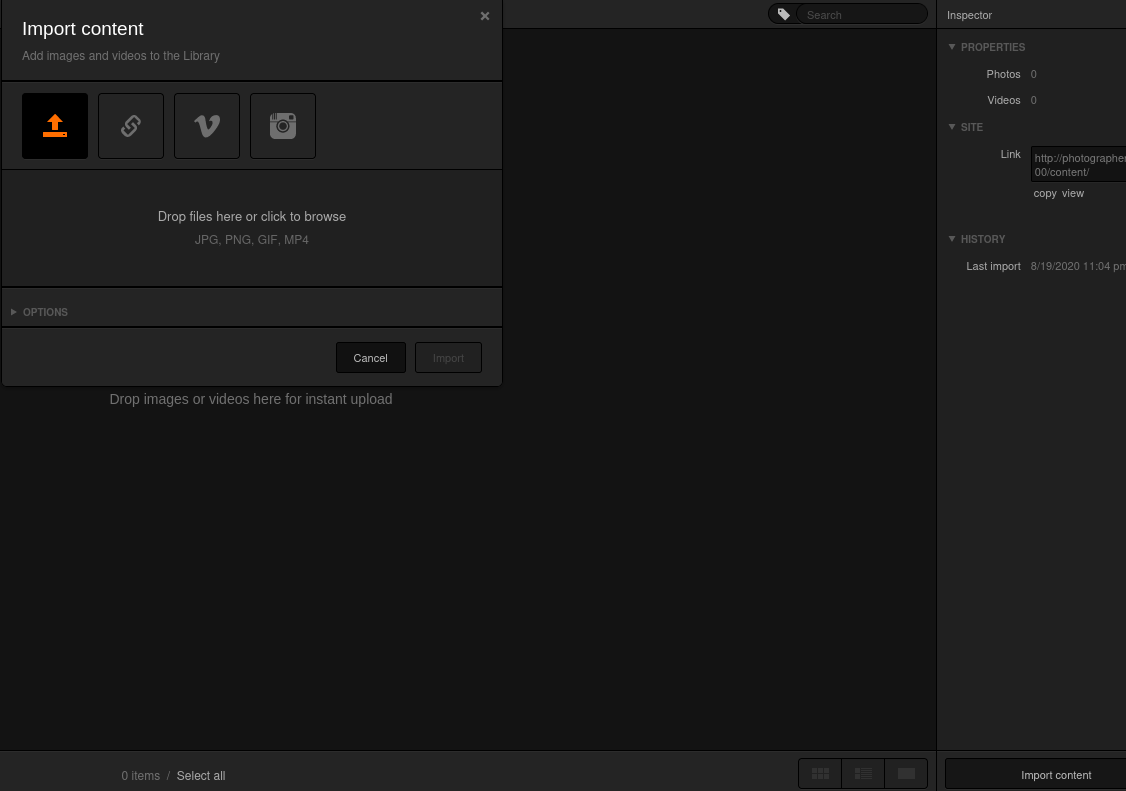 Import content
Add images and videos to the Library
Drop files here or click to browse
JPG, PNG, GIF, MP4
OPTIONS
Cancel
Import
Drop images or videos here for instant upload
0 items / Select all
Search
Inspector
PROPERTIES
Photos 0
Videos 0
SITE
Link http://photographer
00/content/
copy view
HISTORY
Last import 8/19/2020 11:04 pm
Import content